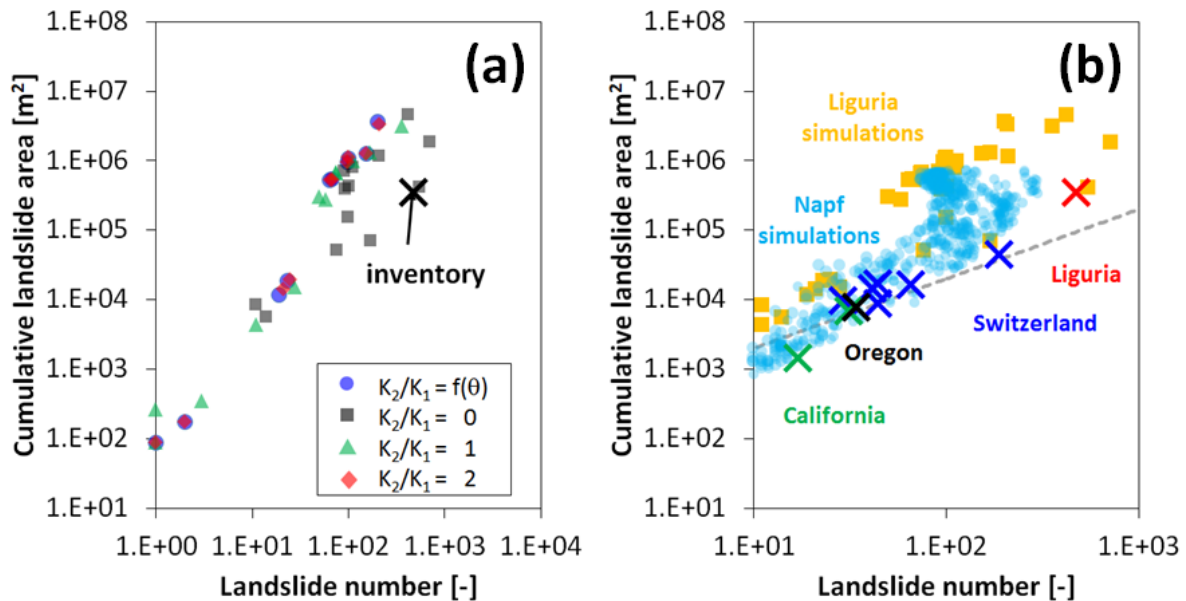 (a)
Cumulative landslide area [m²]
1.E+08
1.E+07
1.E+06
1.E+05
1.E+04
1.E+03
1.E+02
1.E+01
inventory
K₂/K₁ = f(θ)
K₂/K₁ = 0
K₂/K₁ = 1
K₂/K₁ = 2
1.E+00
1.E+01
1.E+02
1.E+03
1.E+04
Landslide number [-]
(b)
Cumulative landslide area [m²]
1.E+08
1.E+07
1.E+06
1.E+05
1.E+04
1.E+03
1.E+02
1.E+01
Liguria
simulations
Napf
simulations
Liguria
Switzerland
Oregon
California
1.E+01
1.E+02
1.E+03
Landslide number [-]